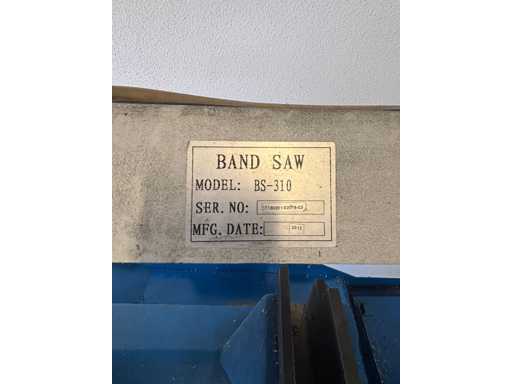 BAND SAW
MODEL: BS-310
SER. NO:
MFG. DATE: